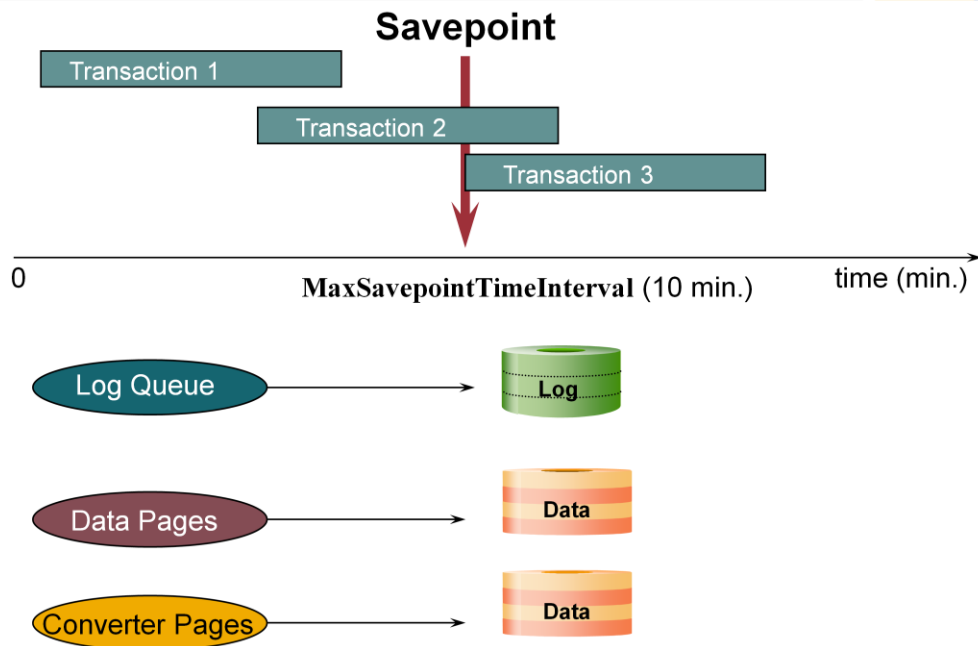 Savepoint
Transaction 1
Transaction 2
Transaction 3
0
MaxSavepointTimeInterval (10 min.)
time (min.)
Log Queue
Log
Data Pages
Data
Converter Pages
Data